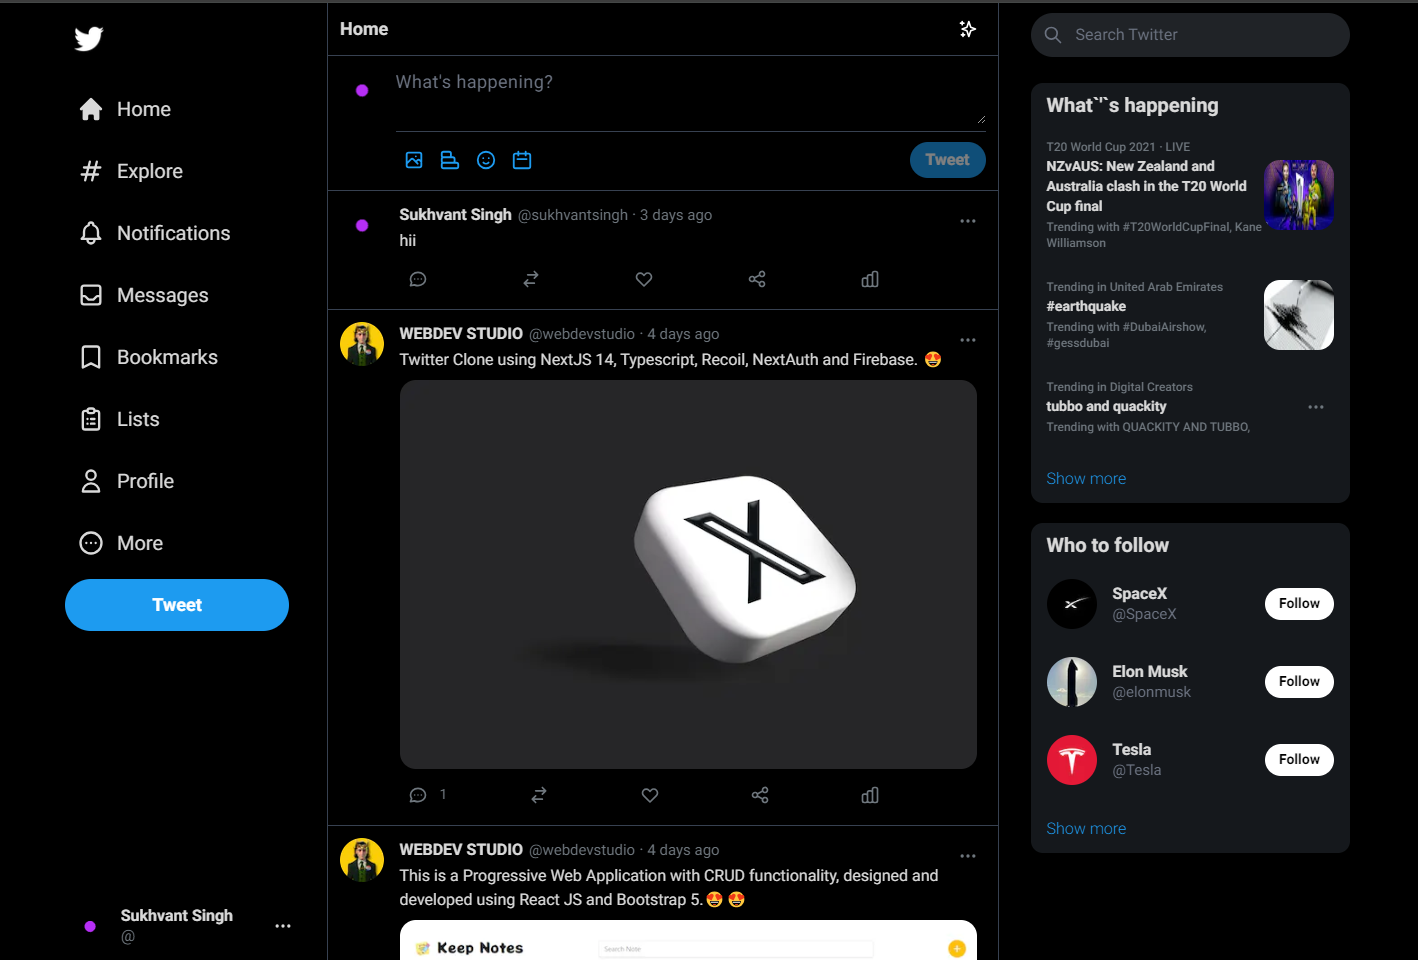 Home
Explore
Notifications
Messages
Bookmarks
Lists
Profile
More
Tweet
Sukhvant Singh
@
Home
What's happening?
Tweet
Sukhvant Singh @sukhvantsingh · 3 days ago
hii
WEBDEV STUDIO @webdevstudio · 4 days ago
Twitter Clone using NextJS 14, Typescript, Recoil, NextAuth and Firebase. 🤩
1
WEBDEV STUDIO @webdevstudio · 4 days ago
This is a Progressive Web Application with CRUD functionality, designed and
developed using React JS and Bootstrap 5.🤩 🤩
Keep Notes
Search Note
Search Twitter
What`'`s happening
T20 World Cup 2021 · LIVE
NZvAUS: New Zealand and
Australia clash in the T20 World
Cup final
Trending with #T20WorldCupFinal, Kane
Williamson
Trending in United Arab Emirates
#earthquake
Trending with #DubaiAirshow,
#gessdubai
Trending in Digital Creators
tubbo and quackity
Trending with QUACKITY AND TUBBO,
Show more
Who to follow
SpaceX
@SpaceX
Follow
Elon Musk
@elonmusk
Follow
Tesla
@Tesla
Follow
Show more